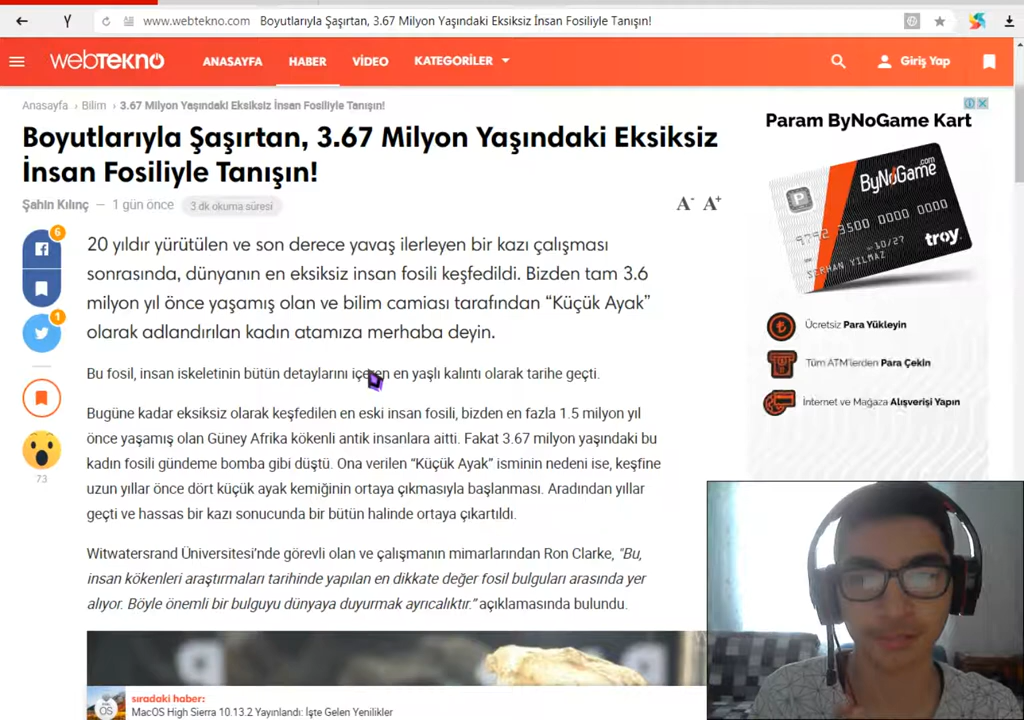 www.webtekno.com Boyutlarıyla Şaşırtan, 3.67 Milyon Yaşındaki Eksiksiz İnsan Fosiliyle Tanışın!
webTEKNO ANASAYFA HABER VİDEO KATEGORİLER Giriş Yap
Anasayfa › Bilim › 3.67 Milyon Yaşındaki Eksiksiz İnsan Fosiliyle Tanışın!
Boyutlarıyla Şaşırtan, 3.67 Milyon Yaşındaki Eksiksiz
İnsan Fosiliyle Tanışın!
Şahin Kılınç — 1 gün önce 3 dk okuma süresi
A- A+
6
1
73
20 yıldır yürütülen ve son derece yavaş ilerleyen bir kazı çalışması
sonrasında, dünyanın en eksiksiz insan fosili keşfedildi. Bizden tam 3.6
milyon yıl önce yaşamış olan ve bilim camiası tarafından “Küçük Ayak”
olarak adlandırılan kadın atamıza merhaba deyin.
Bu fosil, insan iskeletinin bütün detaylarını içeren en yaşlı kalıntı olarak tarihe geçti.
Bugüne kadar eksiksiz olarak keşfedilen en eski insan fosili, bizden en fazla 1.5 milyon yıl
önce yaşamış olan Güney Afrika kökenli antik insanlara aitti. Fakat 3.67 milyon yaşındaki bu
kadın fosili gündeme bomba gibi düştü. Ona verilen “Küçük Ayak” isminin nedeni ise, keşfine
uzun yıllar önce dört küçük ayak kemiğinin ortaya çıkmasıyla başlanması. Aradından yıllar
geçti ve hassas bir kazı sonucunda bir bütün halinde ortaya çıkartıldı.
Witwatersrand Üniversitesi’nde görevli olan ve çalışmanın mimarlarından Ron Clarke, “Bu,
insan kökenleri araştırmaları tarihinde yapılan en dikkate değer fosil bulguları arasında yer
alıyor. Böyle önemli bir bulguyu dünyaya duyurmak ayrıcalıktır.” açıklamasında bulundu.
sıradaki haber:
MacOS High Sierra 10.13.2 Yayınlandı: İşte Gelen Yenilikler
OS
Param ByNoGame Kart
ByNoGame.com
9792 3500 0000 0000
10/27
SERHAN YILMAZ
troy
Ücretsiz Para Yükleyin
Tüm ATM'lerden Para Çekin
İnternet ve Mağaza Alışverişi Yapın